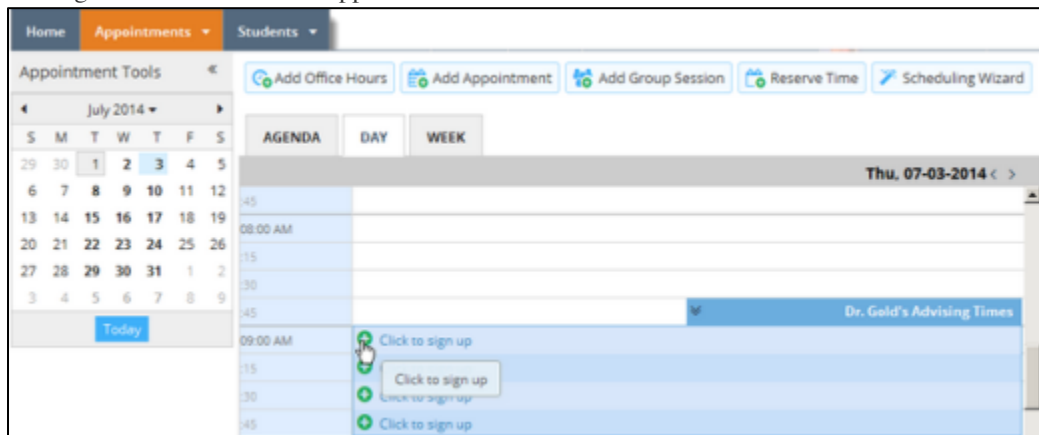 Home Appointments Students
Appointment Tools
Add Office Hours Add Appointment Add Group Session Reserve Time Scheduling Wizard
July 2014
S M T W T F S
29 30 1 2 3 4 5
6 7 8 9 10 11 12
13 14 15 16 17 18 19
20 21 22 23 24 25 26
27 28 29 30 31 1 2
3 4 5 6 7 8 9
Today
AGENDA DAY WEEK
Thu, 07-03-2014 < >
:45
08:00 AM
:15
:30
:45 Dr. Gold's Advising Times
09:00 AM Click to sign up
:15
Click to sign up
:30 Click to sign up
:45 Click to sign up